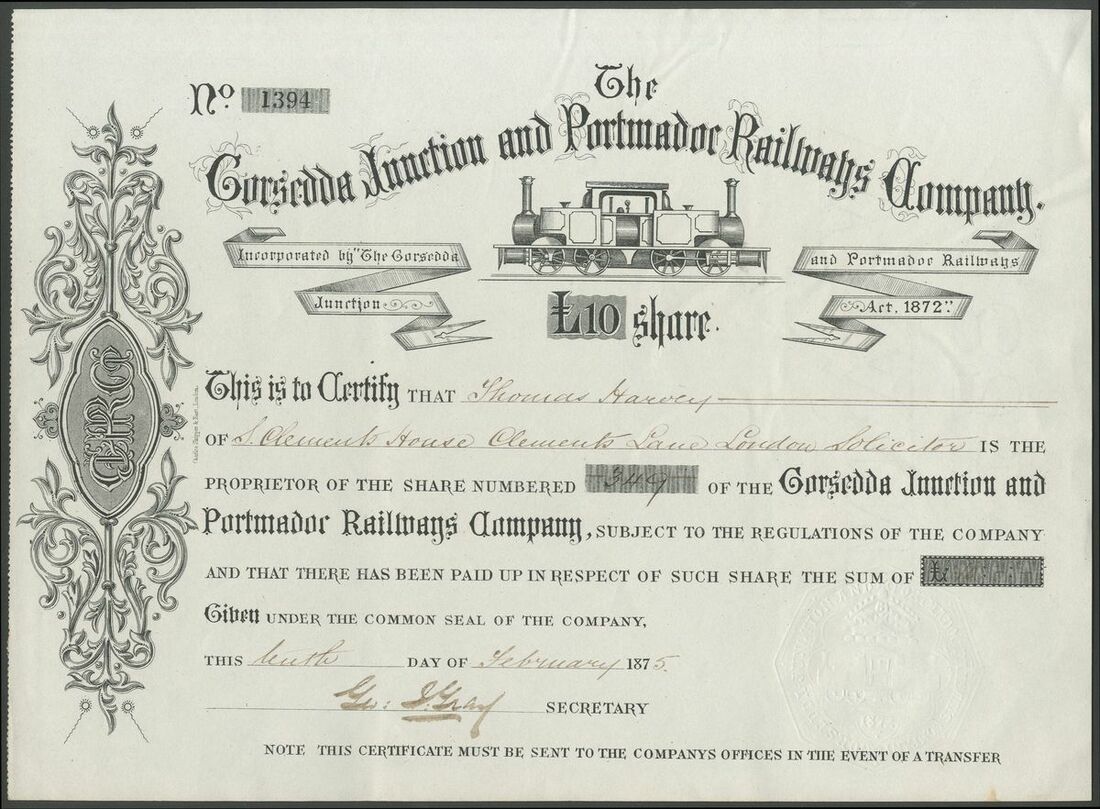 No 1394
The
Gorsedda Junction and Portmadoc Railways Company.
Incorporated by "The Gorsedda
Junction
and Portmadoc Railways
Act, 1872".
£10 share.
This is to Certify THAT Thomas Harvey
OF S. Clements House Clements Lane London Solicitor IS THE
PROPRIETOR OF THE SHARE NUMBERED 349 OF THE Gorsedda Junction and
Portmadoc Railways Company, SUBJECT TO THE REGULATIONS OF THE COMPANY
AND THAT THERE HAS BEEN PAID UP IN RESPECT OF SUCH SHARE THE SUM OF £
Given UNDER THE COMMON SEAL OF THE COMPANY,
THIS tenth DAY OF February 1875.
Geo: J. Gray SECRETARY
NOTE THIS CERTIFICATE MUST BE SENT TO THE COMPANYS OFFICES IN THE EVENT OF A TRANSFER